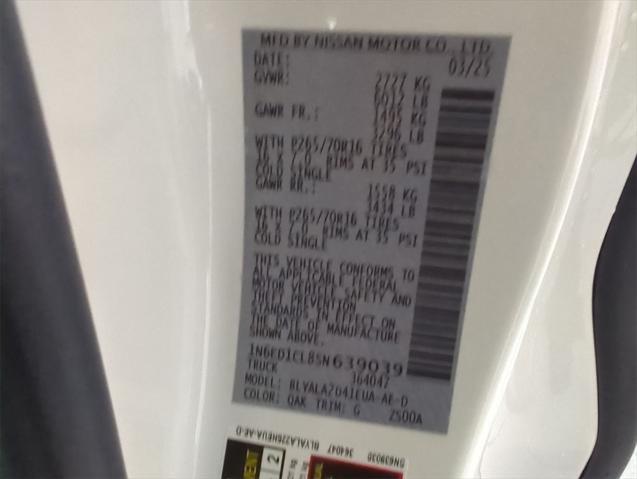 MFD BY NISSAN MOTOR CO., LTD.
DATE: 03/25
GVWR: 2727 KG
6012 LB
GAWR FR.: 1495 KG
3296 LB
WITH P265/70R16 TIRES
16 X 7.0 RIMS AT 35 PSI
COLD SINGLE
GAWR RR.: 1558 KG
3434 LB
WITH P265/70R16 TIRES
16 X 7.0 RIMS AT 35 PSI
COLD SINGLE
THIS VEHICLE CONFORMS TO
ALL APPLICABLE FEDERAL
MOTOR VEHICLE SAFETY AND
THEFT PREVENTION
STANDARDS IN EFFECT ON
THE DATE OF MANUFACTURE
SHOWN ABOVE.
1N6ED1CL8SN639039
TRUCK 364047
MODEL:
COLOR: QAK TRIM: G 2S00A
364047